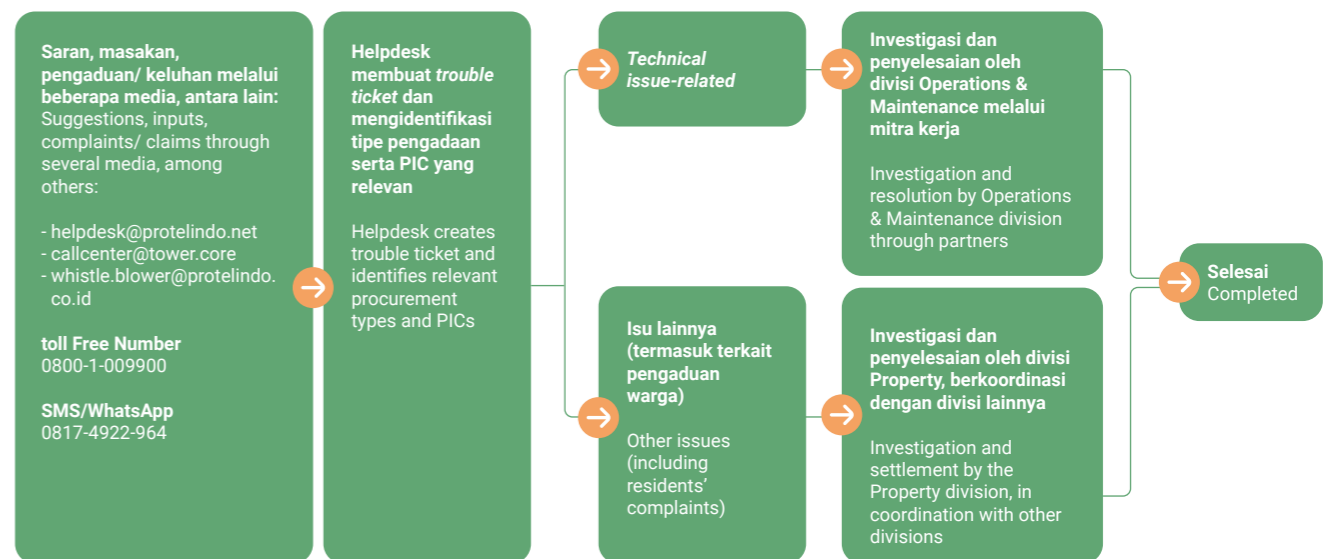 Saran, masakan,
pengaduan/ keluhan melalui
beberapa media, antara lain:
Suggestions, inputs,
complaints/ claims through
several media, among
others:
- helpdesk@protelindo.net
- callcenter@tower.core
- whistle.blower@protelindo.
co.id
toll Free Number
0800-1-009900
SMS/WhatsApp
0817-4922-964
Helpdesk
membuat trouble
ticket dan
mengidentifikasi
tipe pengadaan
serta PIC yang
relevan
Helpdesk creates
trouble ticket and
identifies relevant
procurement
types and PICs
Technical
issue-related
Investigasi dan
penyelesaian oleh
divisi Operations &
Maintenance melalui
mitra kerja
Investigation and
resolution by Operations
& Maintenance division
through partners
Isu lainnya
(termasuk terkait
pengaduan
warga)
Other issues
(including
residents’
complaints)
Investigasi dan
penyelesaian oleh divisi
Property, berkoordinasi
dengan divisi lainnya
Investigation and
settlement by the
Property division, in
coordination with other
divisions
Selesai
Completed